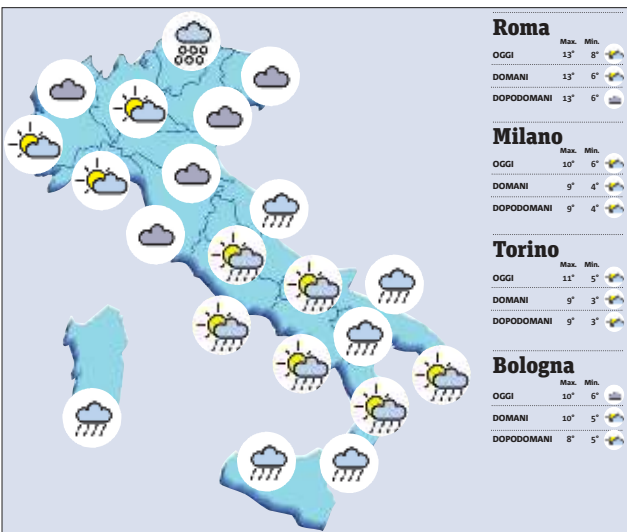 Roma
Max. Min.
OGGI 13° 8°
DOMANI 13° 6°
DOPODOMANI 13° 6°
Milano
Max. Min.
OGGI 10° 6°
DOMANI 9° 4°
DOPODOMANI 9° 4°
Torino
Max. Min.
OGGI 11° 5°
DOMANI 9° 3°
DOPODOMANI 9° 3°
Bologna
Max. Min.
OGGI 10° 6°
DOMANI 10° 5°
DOPODOMANI 8° 5°